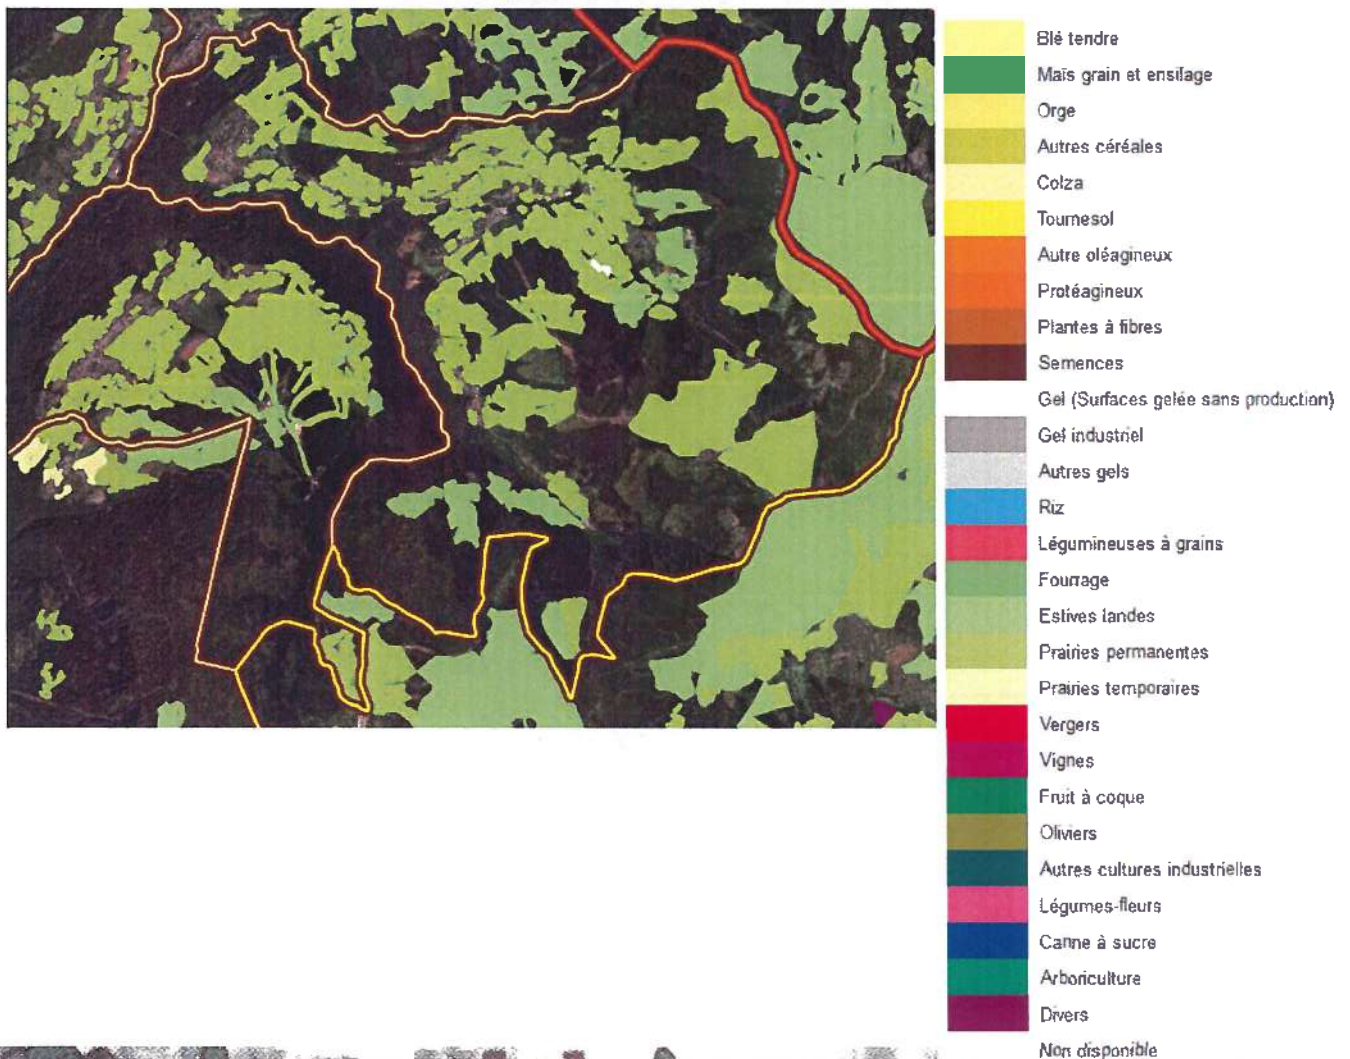 Blé tendre
Maïs grain et ensilage
Orge
Autres céréales
Colza
Tournesol
Autre oléagineux
Protéagineux
Plantes à fibres
Semences
Gel (Surfaces gelée sans production)
Gel industriel
Autres gels
Riz
Légumineuses à grains
Fourrage
Estives landes
Prairies permanentes
Prairies temporaires
Vergers
Vignes
Fruit à coque
Oliviers
Autres cultures industrielles
Légumes-fleurs
Canne à sucre
Arboriculture
Divers
Non disponible